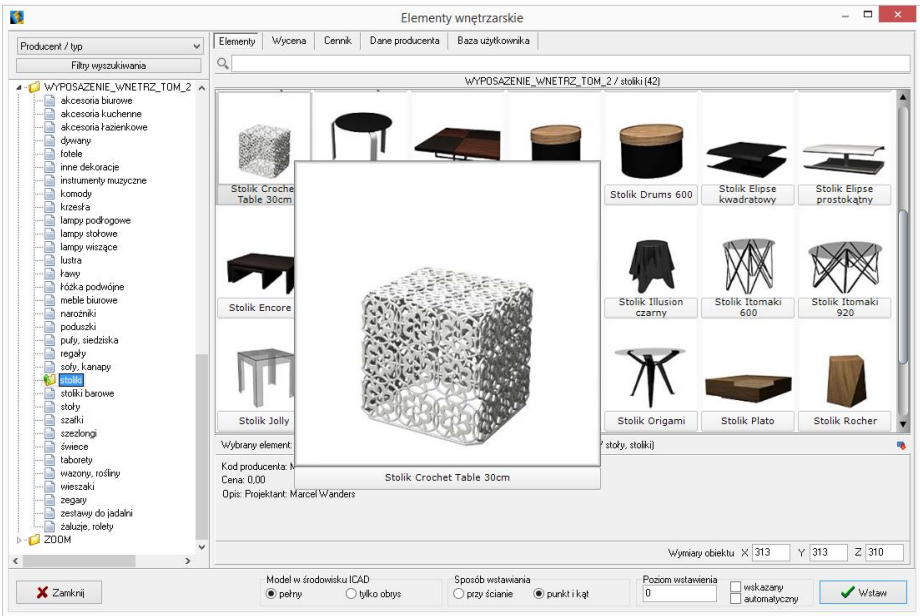 Elementy wnętrzarskie
Producent / typ
Filtry wyszukiwania
WYPOSAZENIE_WNETRZ_TOM_2
akcesoria biurowe
akcesoria kuchenne
akcesoria łazienkowe
dywany
fotele
inne dekoracje
instrumenty muzyczne
komody
krzesła
lampy podłogowe
lampy stołowe
lampy wiszące
lustra
ławy
łóżka podwójne
meble biurowe
narożniki
poduszki
pufy, siedziska
regały
sofy, kanapy
stoliki
stoliki barowe
stoły
szafki
szezlongi
świece
taborety
wazony, rośliny
wieszaki
zegary
zestawy do jadalni
żaluzje, rolety
ZOOM
Elementy Wycena Cennik Dane producenta Baza użytkownika
WYPOSAZENIE_WNETRZ_TOM_2 / stoliki (42)
Stolik Croche
Table 30cm
Stolik Drums 600
Stolik Elipse
kwadratowy
Stolik Elipse
prostokątny
Stolik Encore
Stolik Illusion
czarny
Stolik Itomaki
600
Stolik Itomaki
920
Stolik Jolly
Stolik Origami
Stolik Plato
Stolik Rocher
Stolik Crochet Table 30cm
Wybrany element: / stoły, stoliki)
Kod producenta: M
Cena: 0,00
Opis: Projektant: Marcel Wanders
Wymiary obiektu X 313 Y 313 Z 310
Zamknij
Model w środowisku ICAD
pełny tylko obrys
Sposób wstawiania
przy ścianie punkt i kąt
Poziom wstawienia
0
wskazany
automatyczny
Wstaw